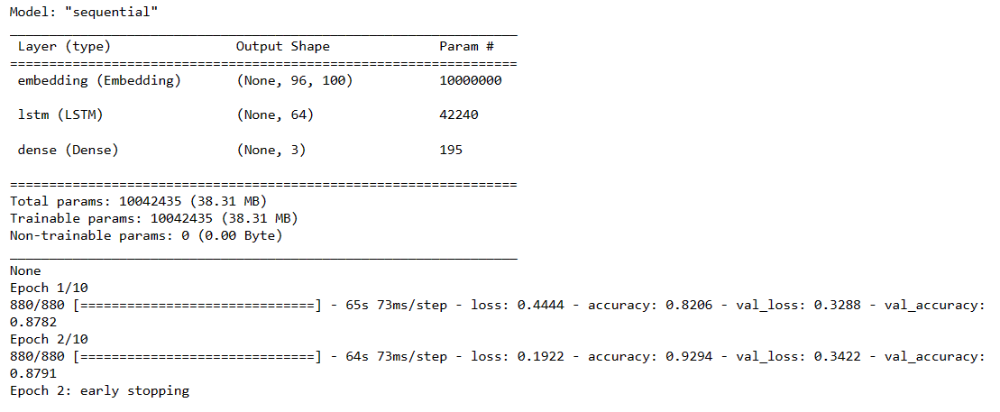 Model: "sequential"
_________________________________________________________________
Layer (type) Output Shape Param #
=================================================================
embedding (Embedding) (None, 96, 100) 10000000
lstm (LSTM) (None, 64) 42240
dense (Dense) (None, 3) 195
=================================================================
Total params: 10042435 (38.31 MB)
Trainable params: 10042435 (38.31 MB)
Non-trainable params: 0 (0.00 Byte)
_________________________________________________________________
None
Epoch 1/10
880/880 [==============================] - 65s 73ms/step - loss: 0.4444 - accuracy: 0.8206 - val_loss: 0.3288 - val_accuracy:
0.8782
Epoch 2/10
880/880 [==============================] - 64s 73ms/step - loss: 0.1922 - accuracy: 0.9294 - val_loss: 0.3422 - val_accuracy:
0.8791
Epoch 2: early stopping